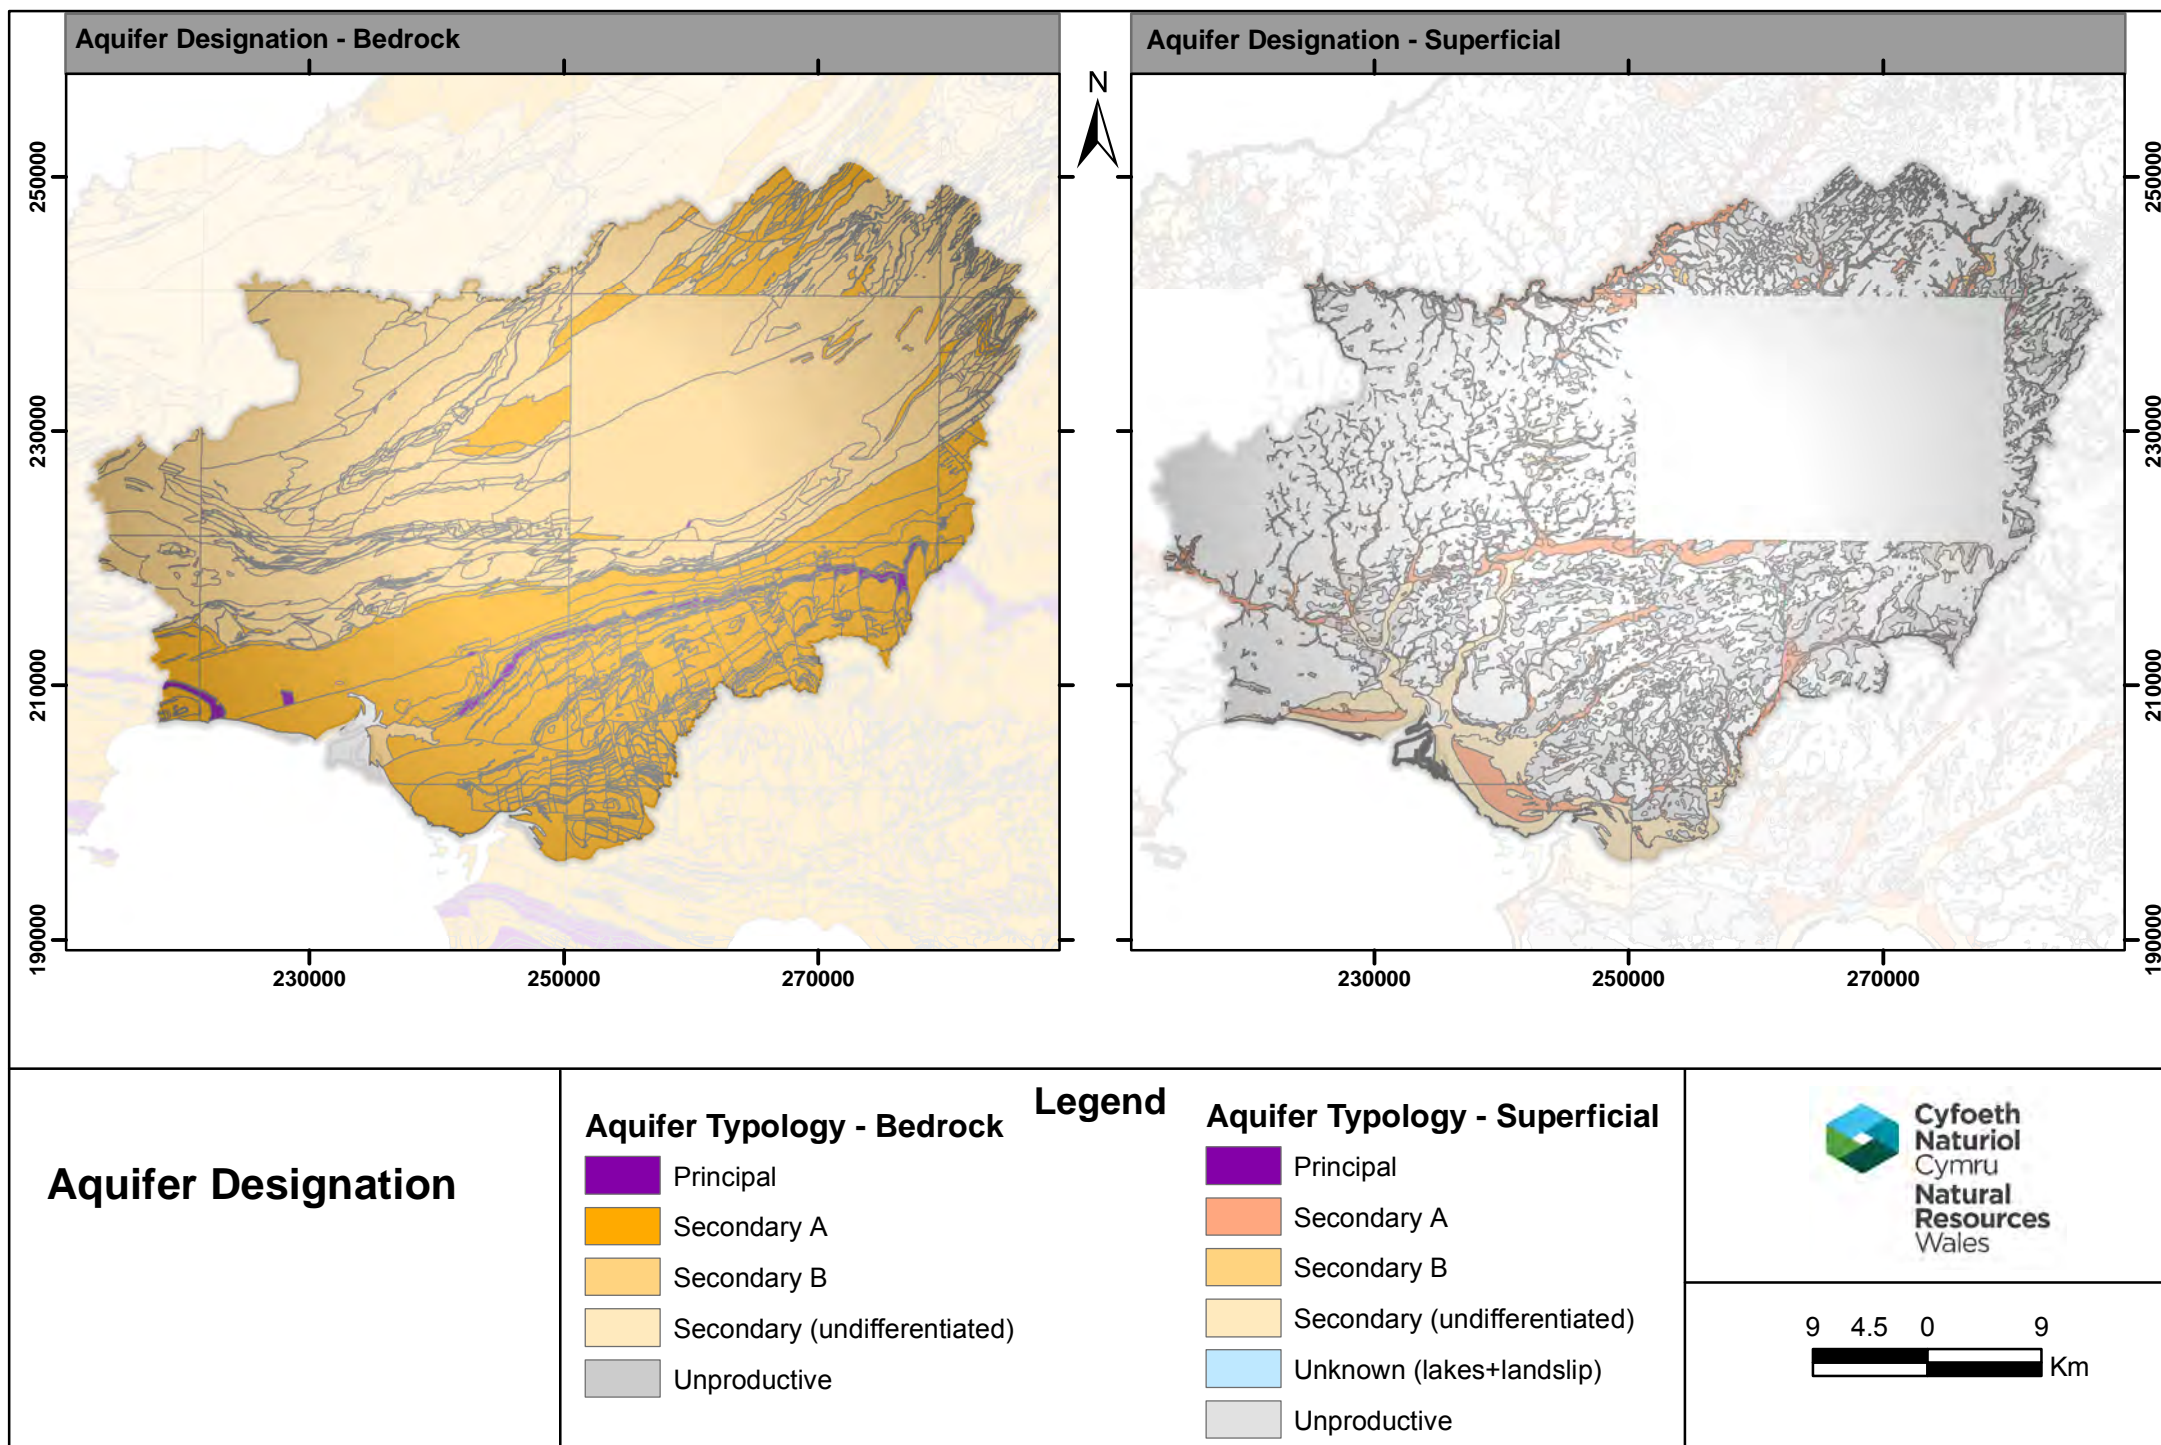 Aquifer Designation - Bedrock
Aquifer Designation - Superficial
N
250000
230000
210000
190000
230000
250000
270000
250000
230000
210000
190000
230000
250000
270000
Aquifer Designation
Legend
Aquifer Typology - Bedrock
Principal
Secondary A
Secondary B
Secondary (undifferentiated)
Unproductive
Aquifer Typology - Superficial
Principal
Secondary A
Secondary B
Secondary (undifferentiated)
Unknown (lakes+landslip)
Unproductive
Cyfoeth
Naturiol
Cymru
Natural
Resources
Wales
9 4.5 0 9
Km